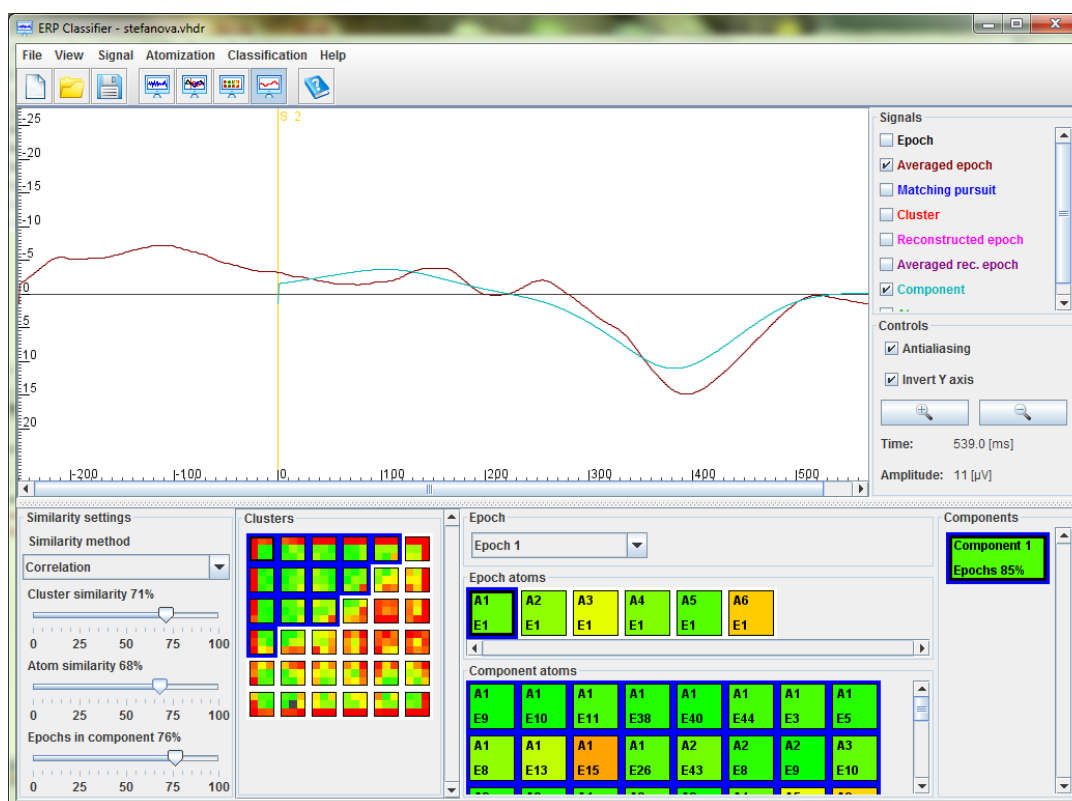 ERP Classifier - stefanova.vhdr
File View Signal Atomization Classification Help
S 2
-25
-20
-15
-10
-5
0
5
10
15
20
-200 -100 0 100 200 300 400 500
Signals
Epoch
Averaged epoch
Matching pursuit
Cluster
Reconstructed epoch
Averaged rec. epoch
Component
Controls
Antialiasing
Invert Y axis
Time: 539.0 [ms]
Amplitude: 11 [µV]
Similarity settings
Similarity method
Correlation
Cluster similarity 71%
0 25 50 75 100
Atom similarity 68%
0 25 50 75 100
Epochs in component 76%
0 25 50 75 100
Clusters
Epoch
Epoch 1
Epoch atoms
A1 A2 A3 A4 A5 A6
E1 E1 E1 E1 E1 E1
Component atoms
A1 A1 A1 A1 A1 A1 A1 A1
E9 E10 E11 E38 E40 E44 E3 E5
A1 A1 A1 A1 A2 A2 A2 A3
E8 E13 E15 E26 E43 E8 E9 E10
Components
Component 1
Epochs 85%